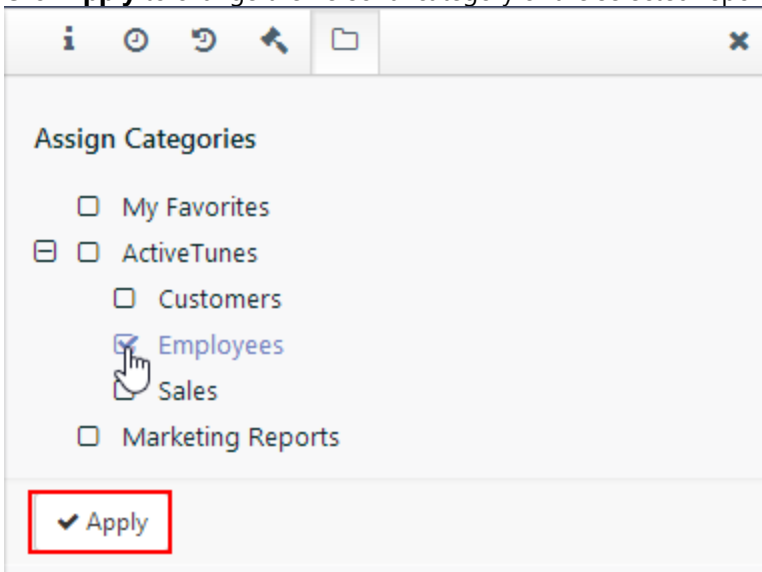 Assign Categories
My Favorites
ActiveTunes
Customers
Employees
Sales
Marketing Reports
Apply